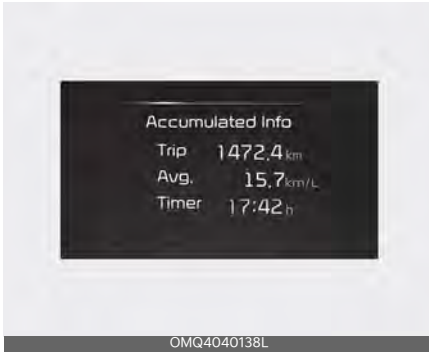 Accumulated Info
Trip 1472.4 km
Avg. 15.7 km/L
Timer 17:42 h
OMQ4040138L